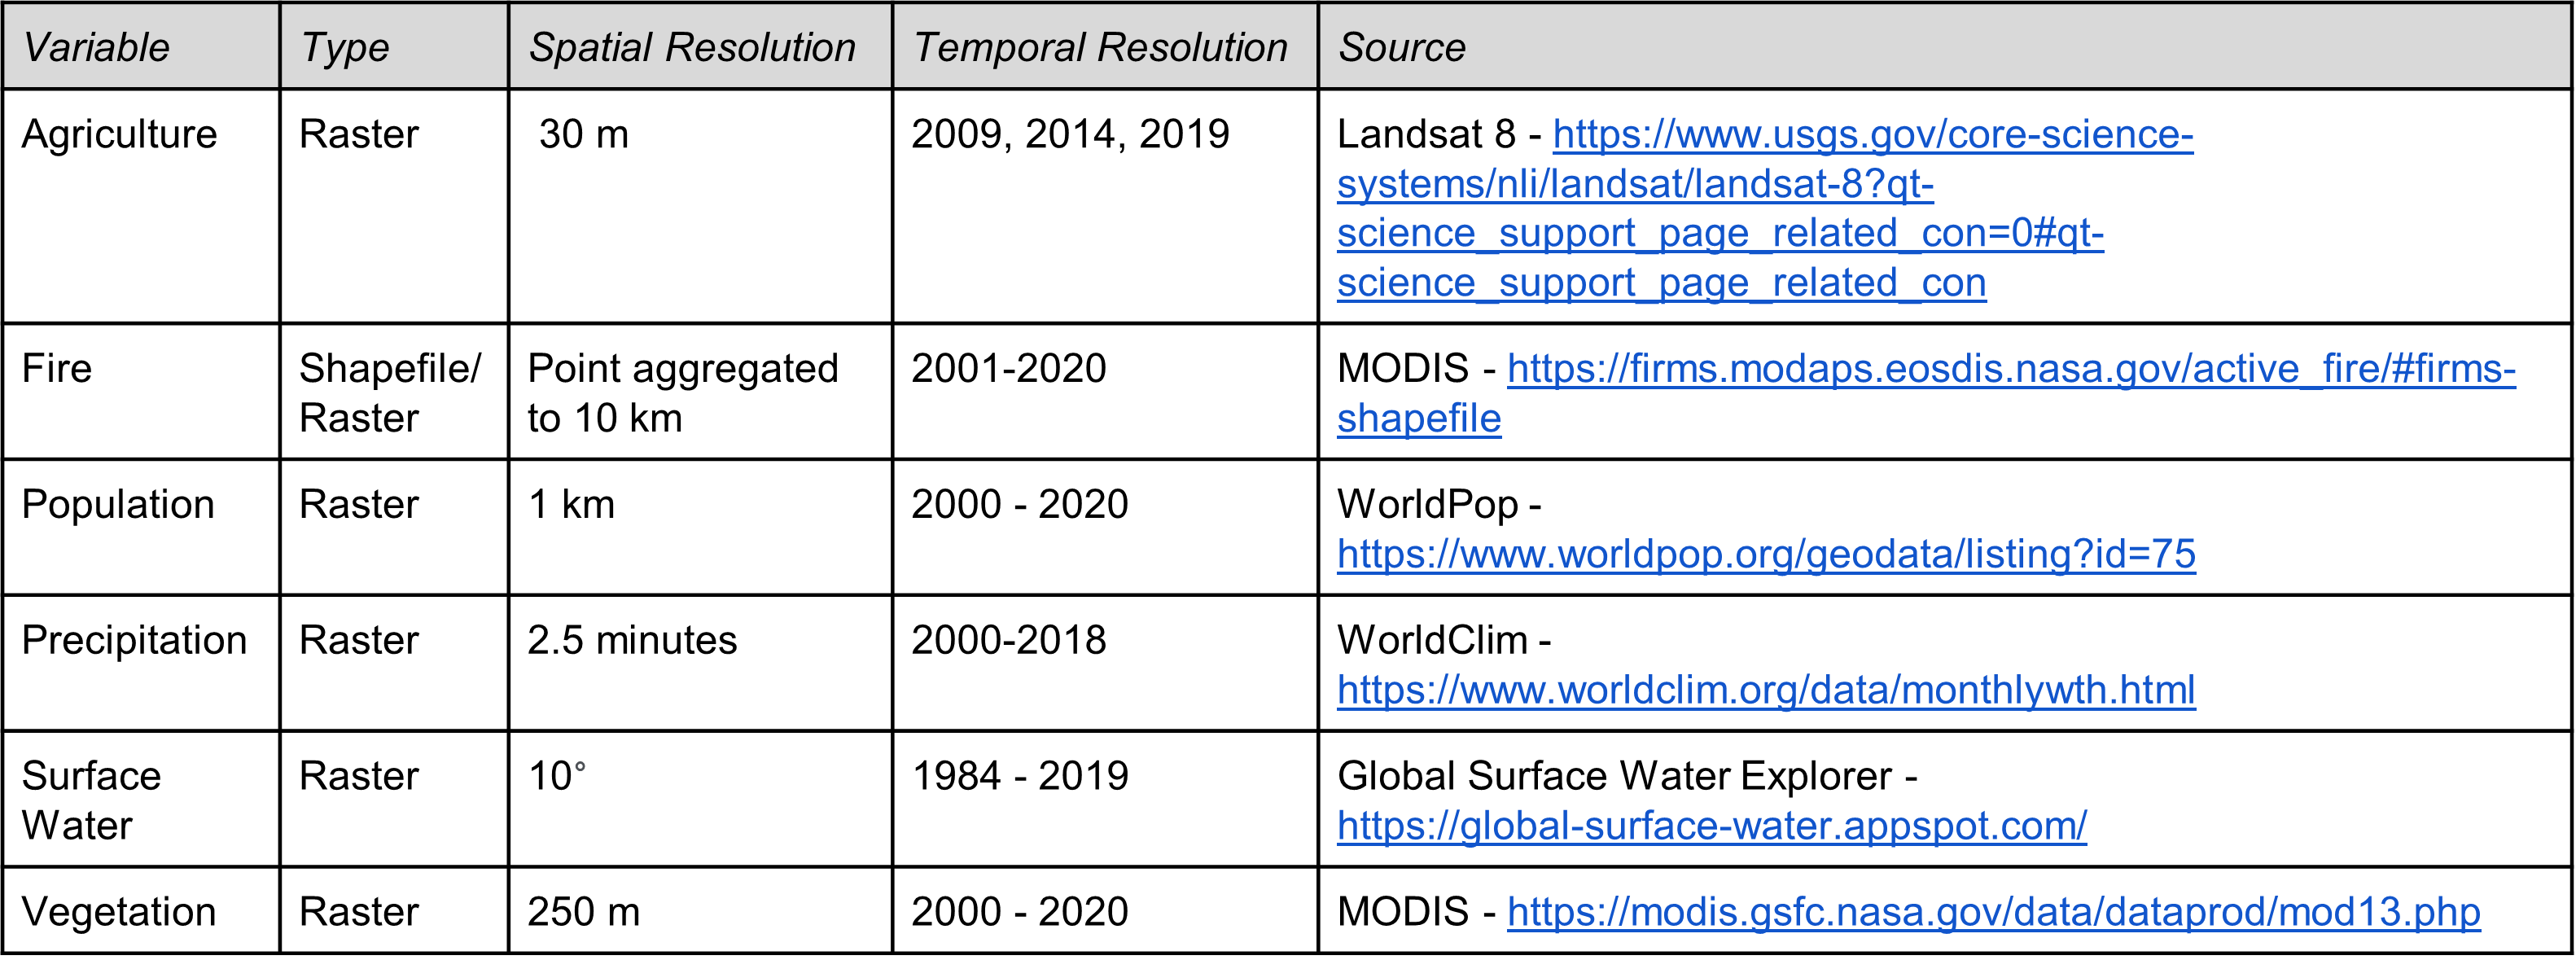 Variable Type Spatial Resolution Temporal Resolution Source
Agriculture Raster 30 m 2009, 2014, 2019 Landsat 8 - https://www.usgs.gov/core-science-
systems/nli/landsat/landsat-8?qt-
science_support_page_related_con=0#qt-
science_support_page_related_con
Fire Shapefile/ Point aggregated 2001-2020 MODIS - https://firms.modaps.eosdis.nasa.gov/active_fire/#firms-
Raster to 10 km shapefile
Population Raster 1 km 2000 - 2020 WorldPop -
https://www.worldpop.org/geodata/listing?id=75
Precipitation Raster 2.5 minutes 2000-2018 WorldClim -
https://www.worldclim.org/data/monthlywth.html
Surface Raster 10° 1984 - 2019 Global Surface Water Explorer -
Water https://global-surface-water.appspot.com/
Vegetation Raster 250 m 2000 - 2020 MODIS - https://modis.gsfc.nasa.gov/data/dataprod/mod13.php